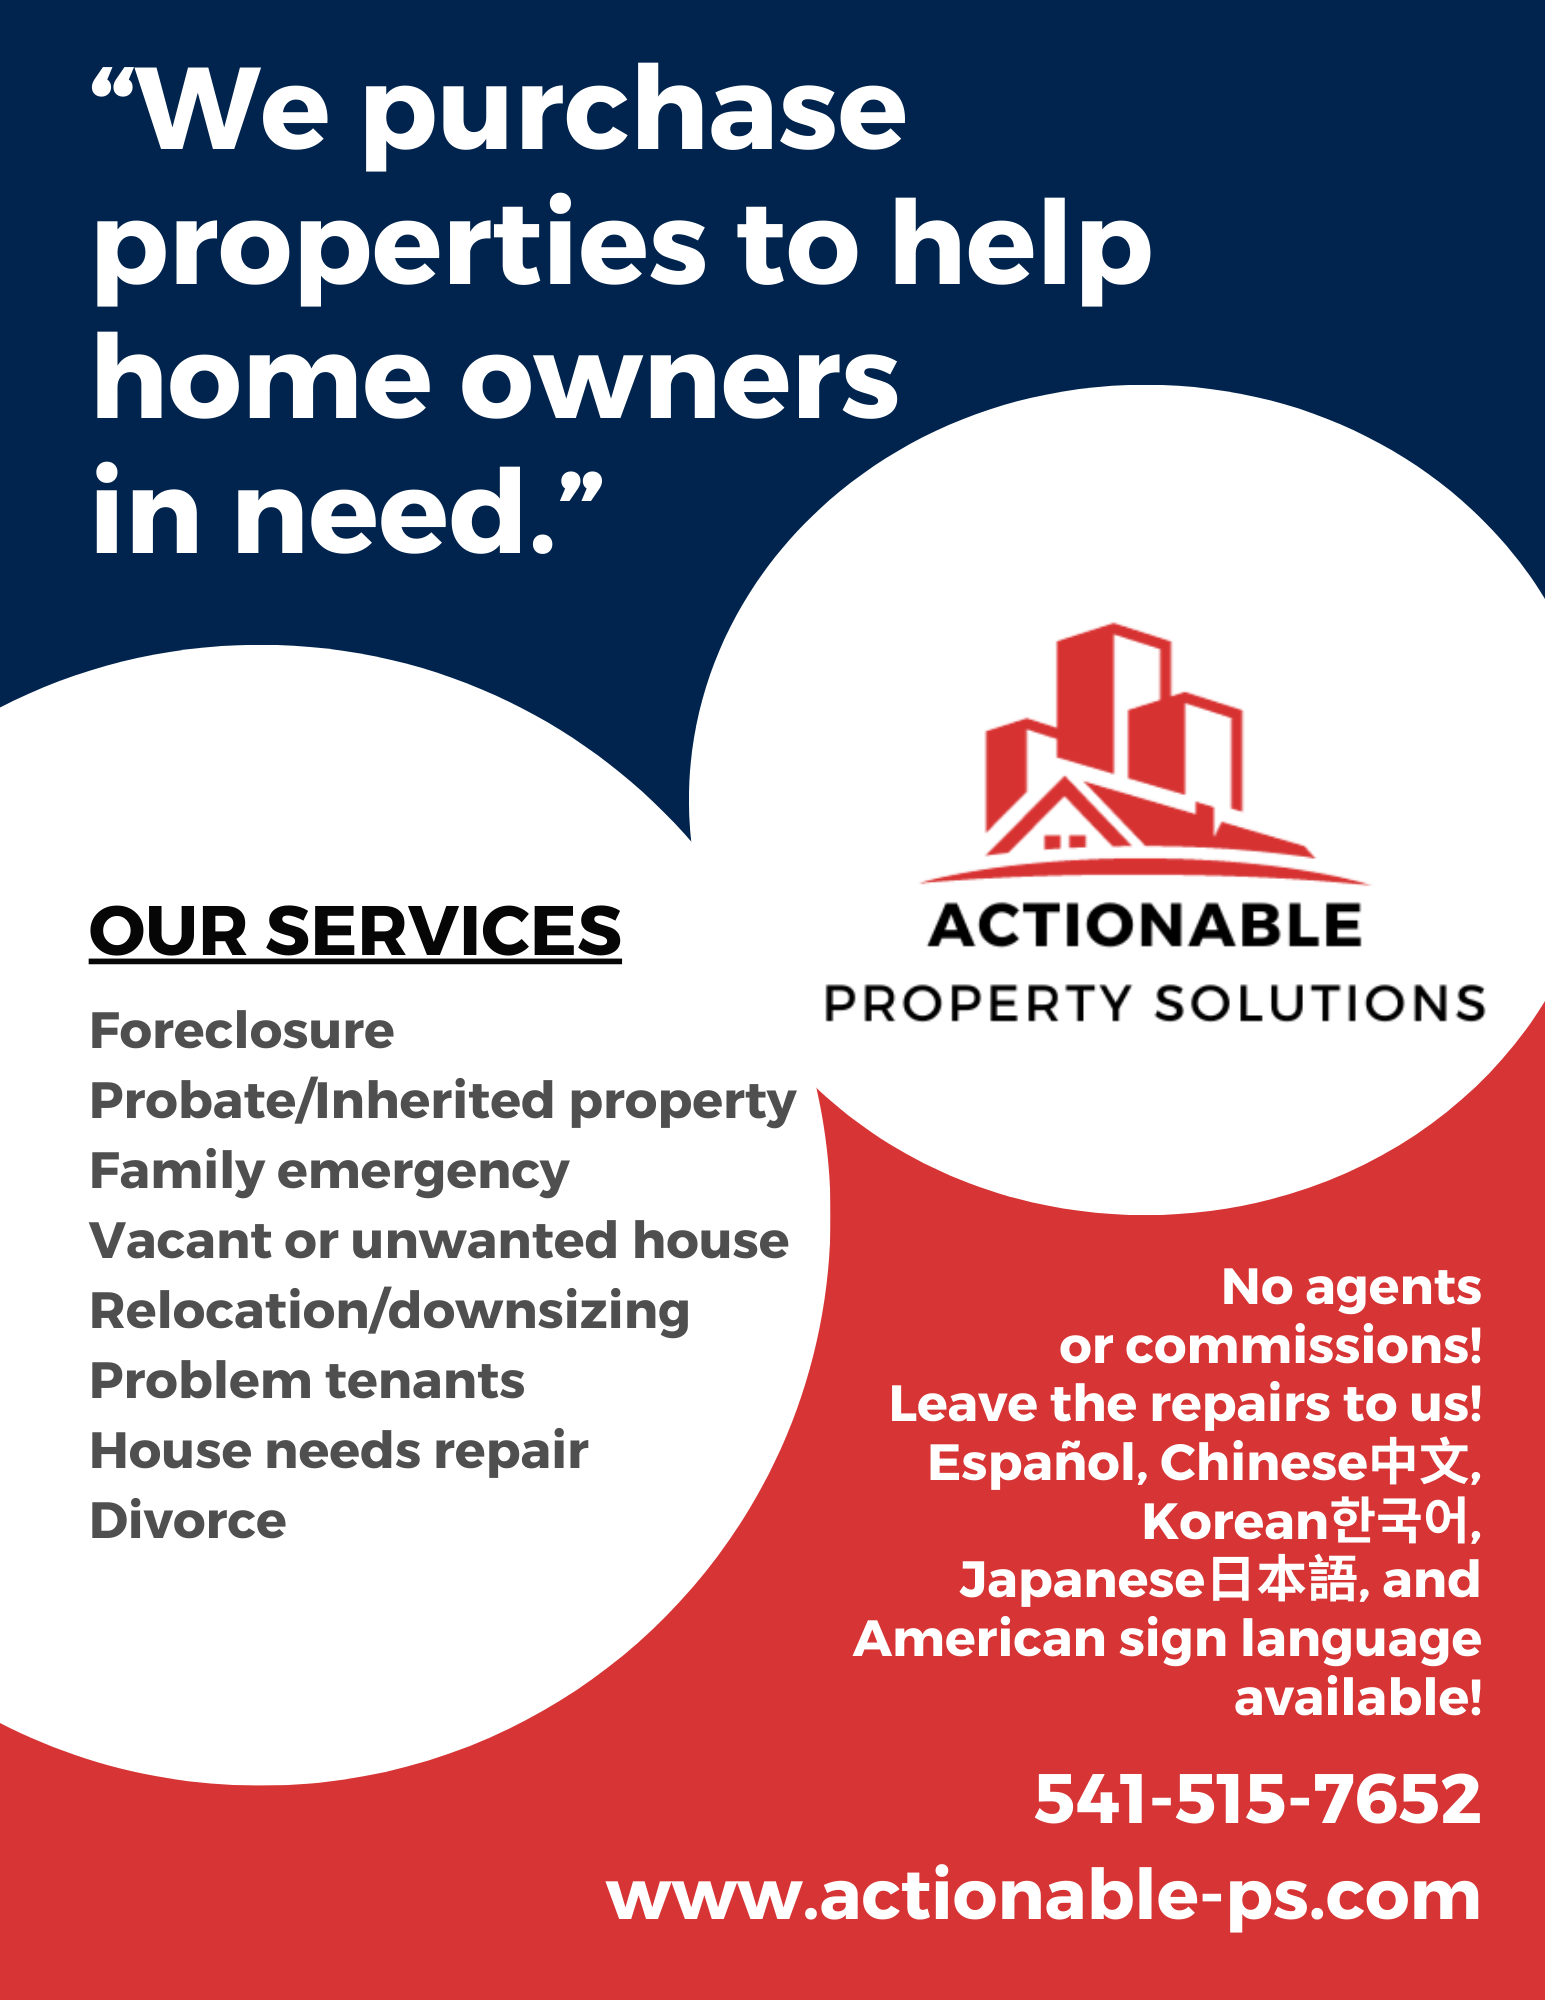 “We purchase
properties to help
home owners
in need.”
ACTIONABLE
PROPERTY SOLUTIONS
OUR SERVICES
Foreclosure
Probate/Inherited property
Family emergency
Vacant or unwanted house
Relocation/downsizing
Problem tenants
House needs repair
Divorce
No agents
or commissions!
Leave the repairs to us!
Español, Chinese中文,
Korean한국어,
Japanese日本語, and
American sign language
available!
541-515-7652
www.actionable-ps.com